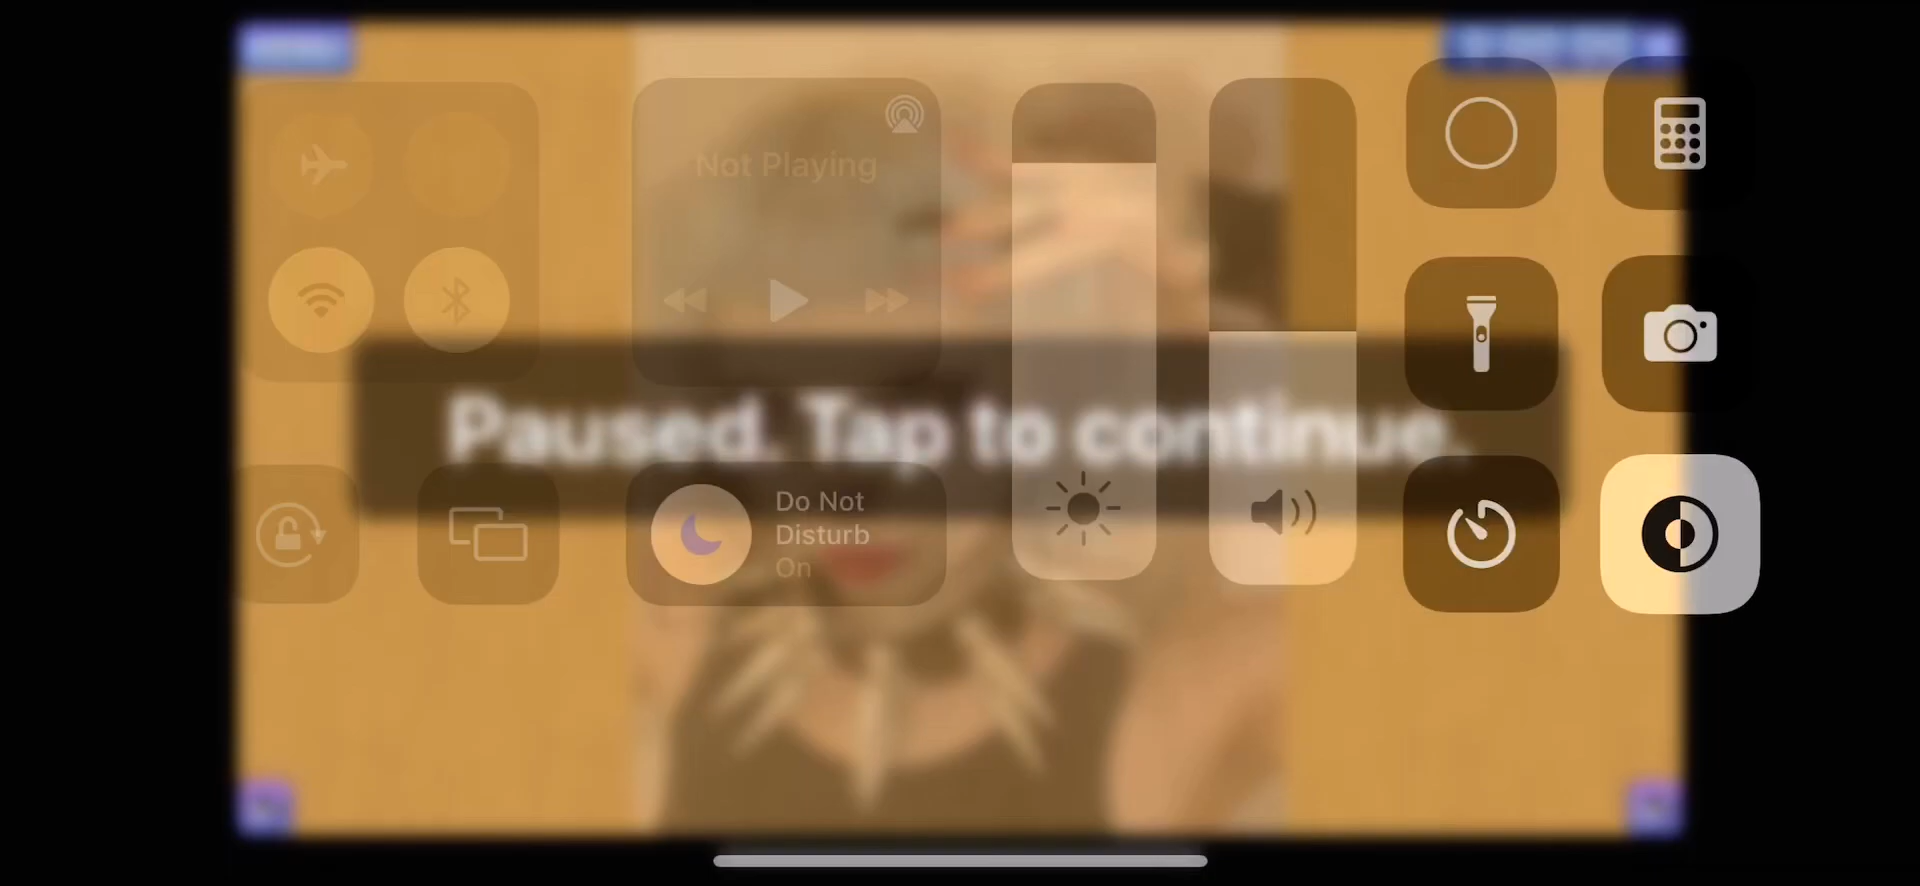 Not Playing
Paused. Tap to continue.
Do Not
Disturb
On